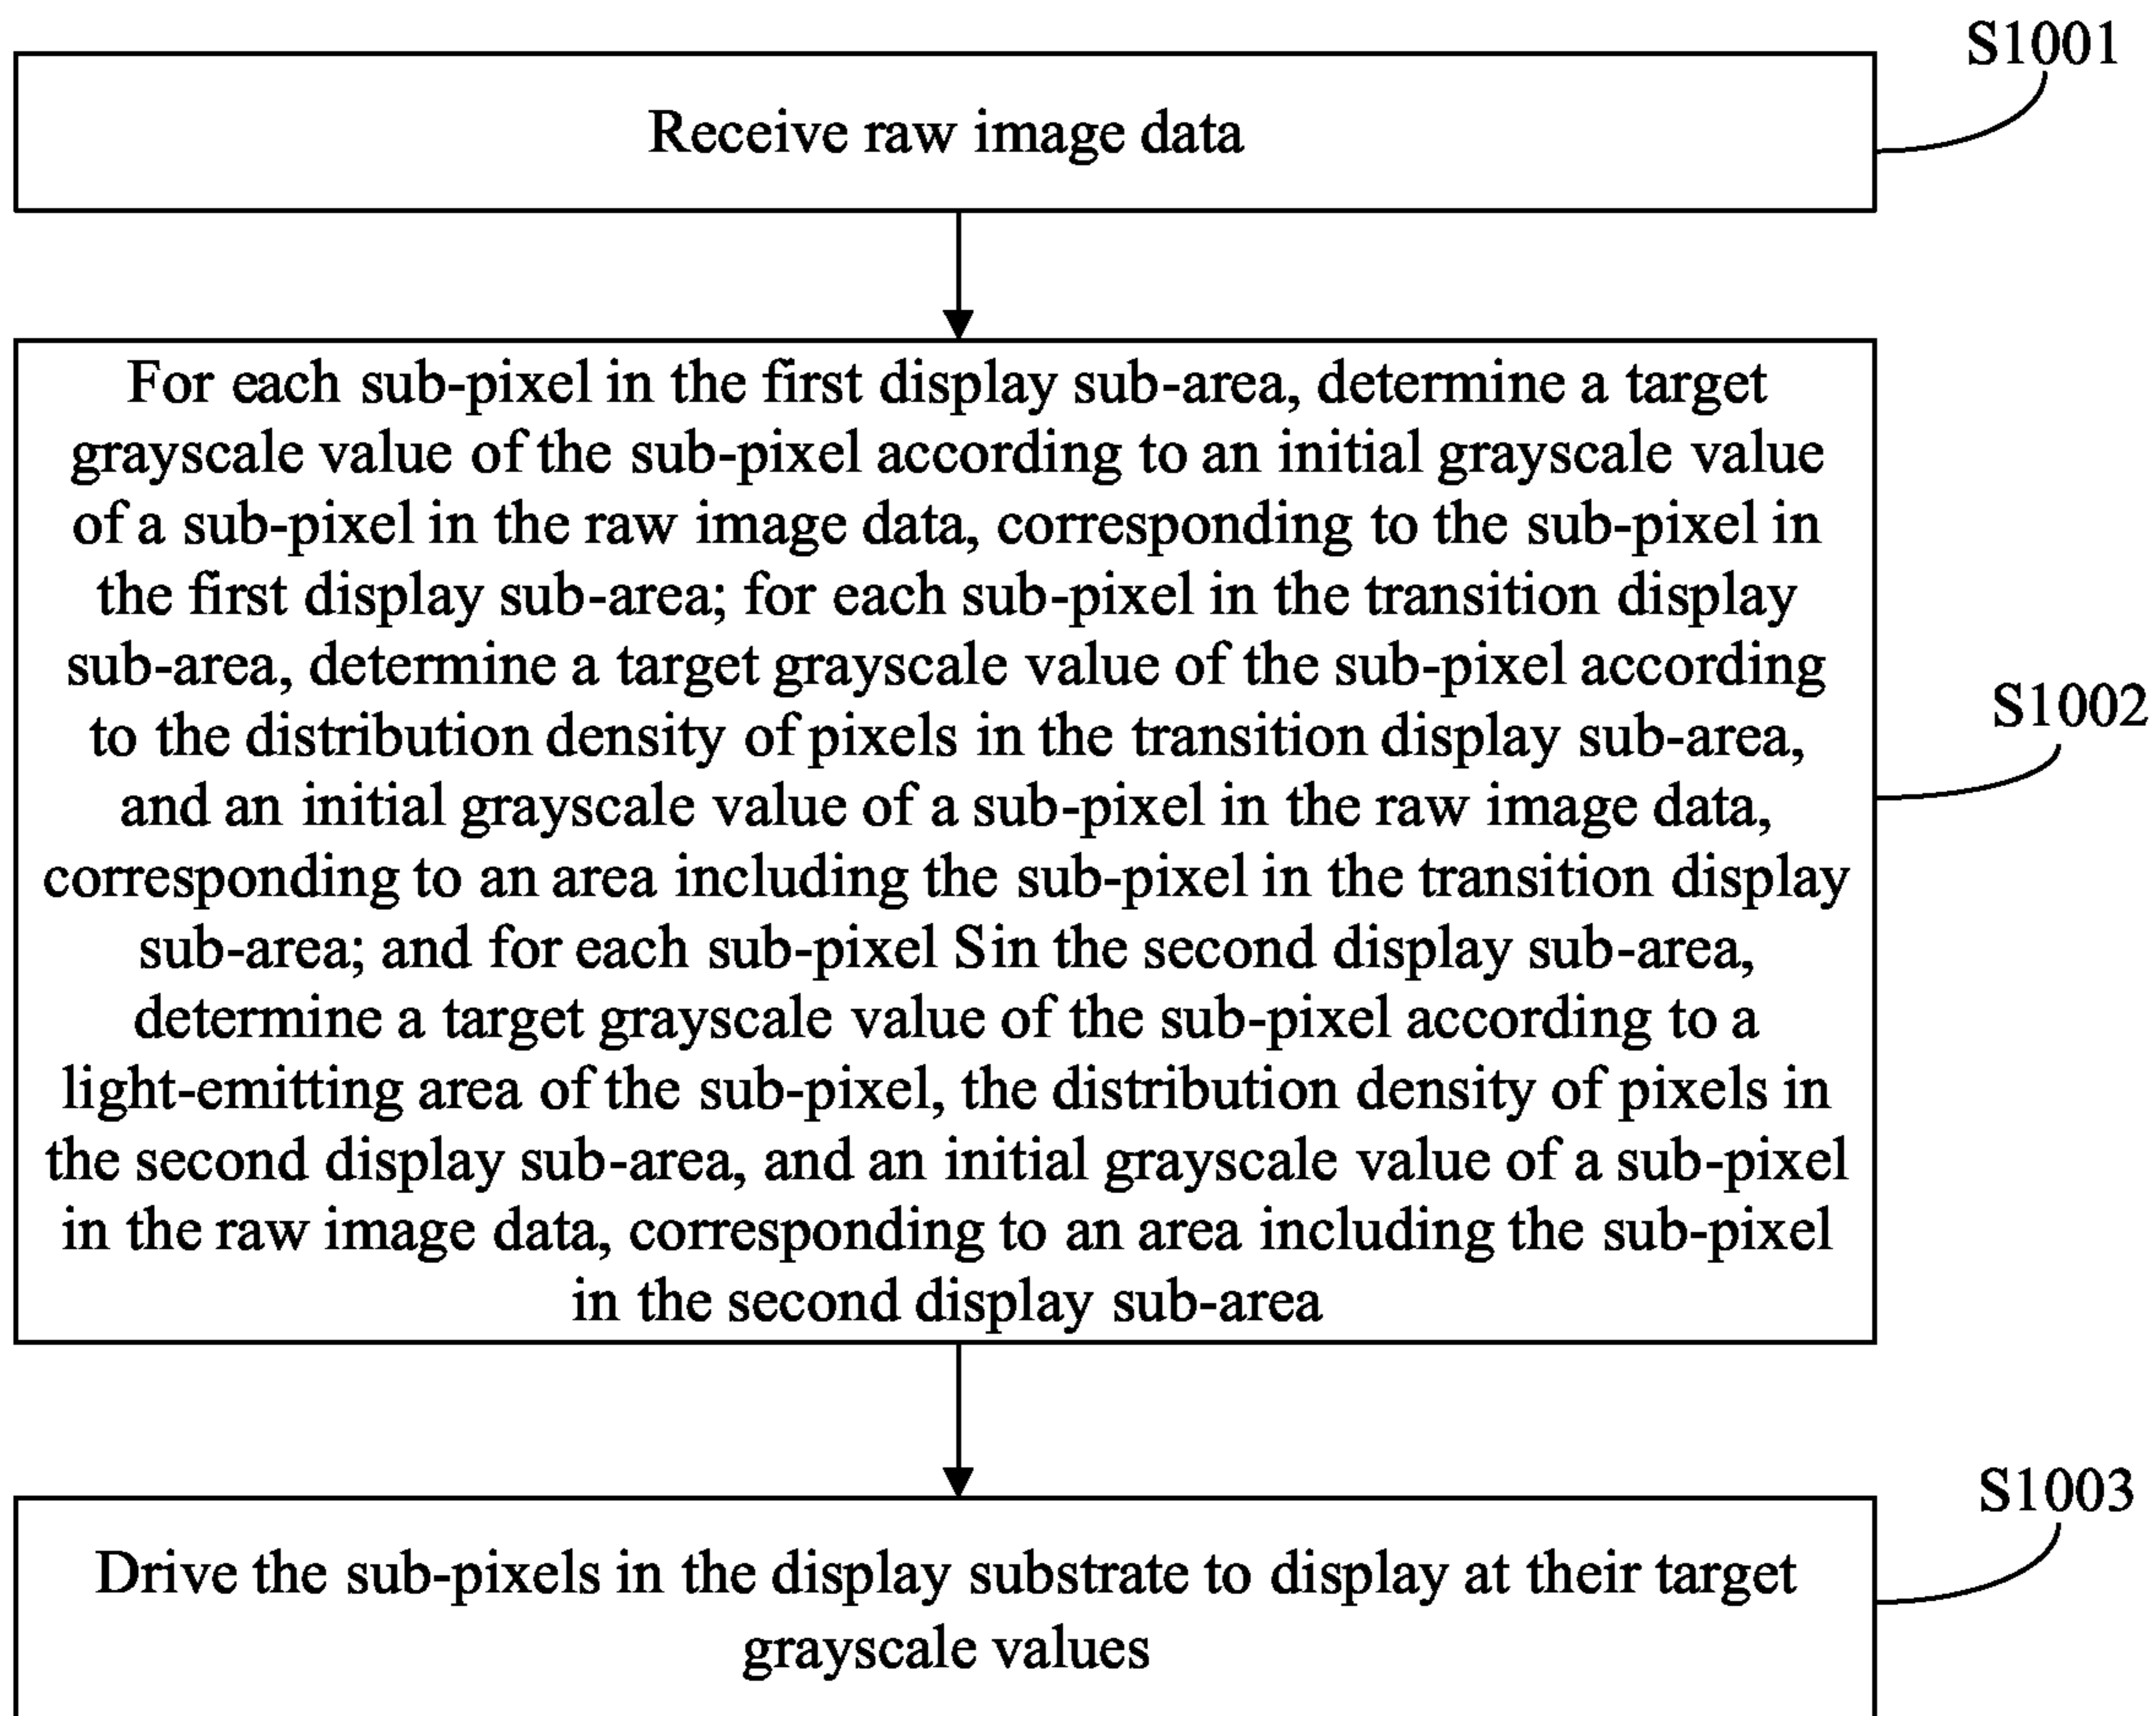 S1001
Receive raw image data
For each sub-pixel in the first display sub-area, determine a target
grayscale value of the sub-pixel according to an initial grayscale value
of a sub-pixel in the raw image data, corresponding to the sub-pixel in
the first display sub-area; for each sub-pixel in the transition display
sub-area, determine a target grayscale value of the sub-pixel according
to the distribution density of pixels in the transition display sub-area,
and an initial grayscale value of a sub-pixel in the raw image data,
corresponding to an area including the sub-pixel in the transition display
sub-area; and for each sub-pixel S in the second display sub-area,
determine a target grayscale value of the sub-pixel according to a
light-emitting area of the sub-pixel, the distribution density of pixels in
the second display sub-area, and an initial grayscale value of a sub-pixel
in the raw image data, corresponding to an area including the sub-pixel
in the second display sub-area
S1002
S1003
Drive the sub-pixels in the display substrate to display at their target
grayscale values